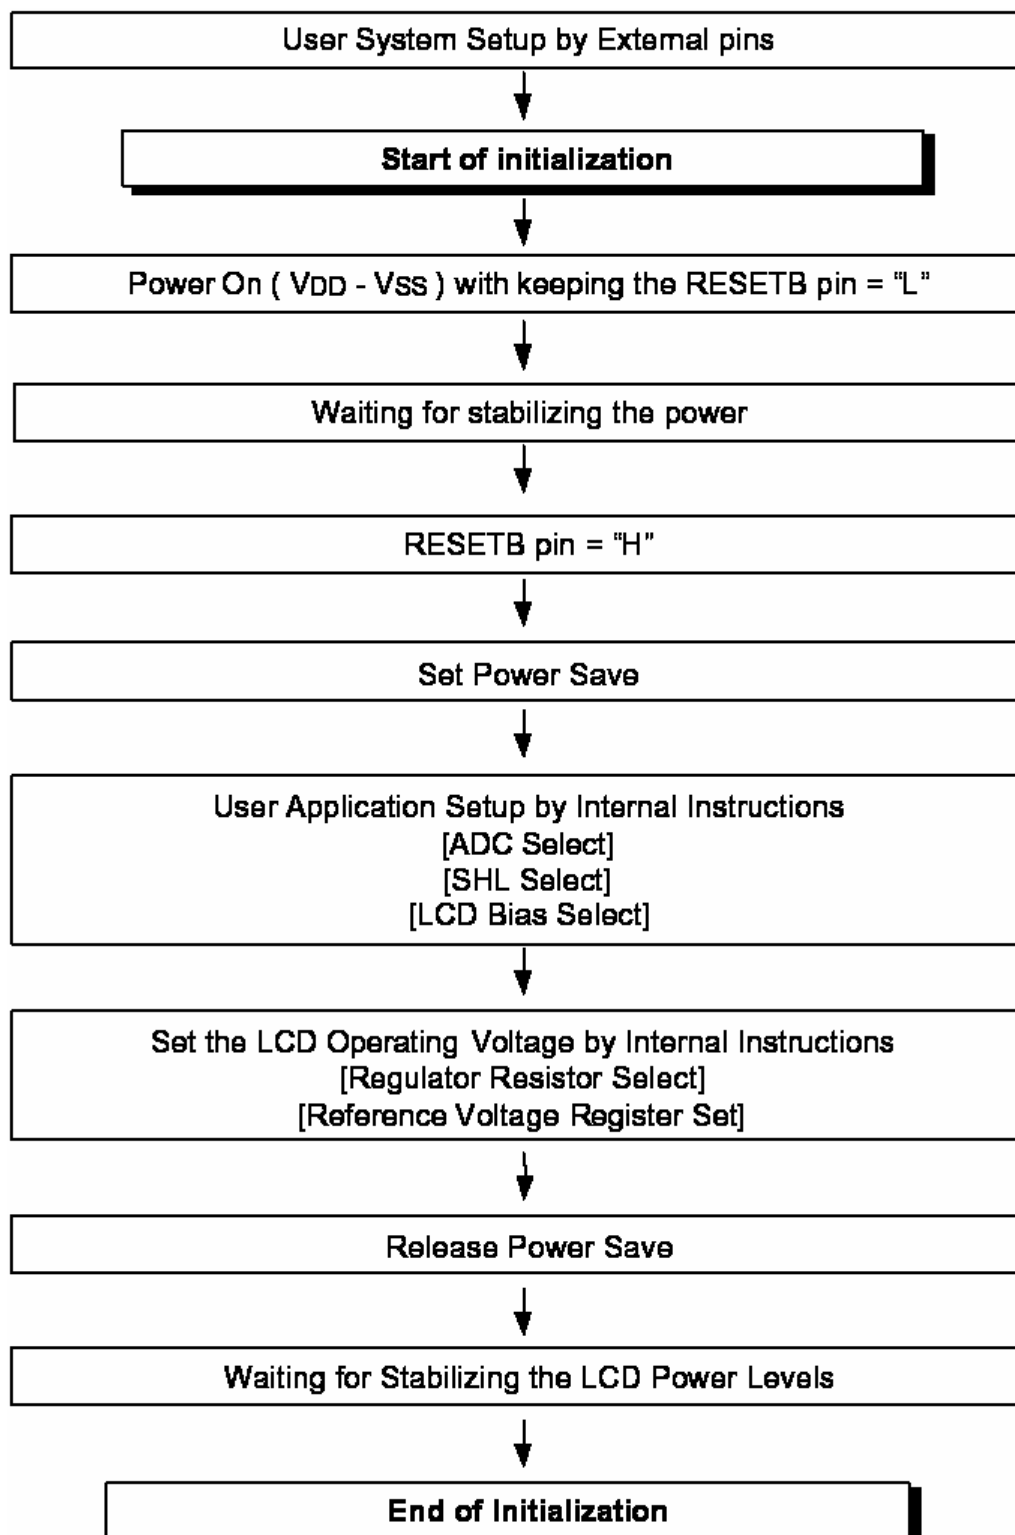 User System Setup by External pins
Start of initialization
Power On ( VDD - VSS ) with keeping the RESETB pin = “L”
Waiting for stabilizing the power
RESETB pin = “H”
Set Power Save
User Application Setup by Internal Instructions
[ADC Select]
[SHL Select]
[LCD Bias Select]
Set the LCD Operating Voltage by Internal Instructions
[Regulator Resistor Select]
[Reference Voltage Register Set]
Release Power Save
Waiting for Stabilizing the LCD Power Levels
End of Initialization